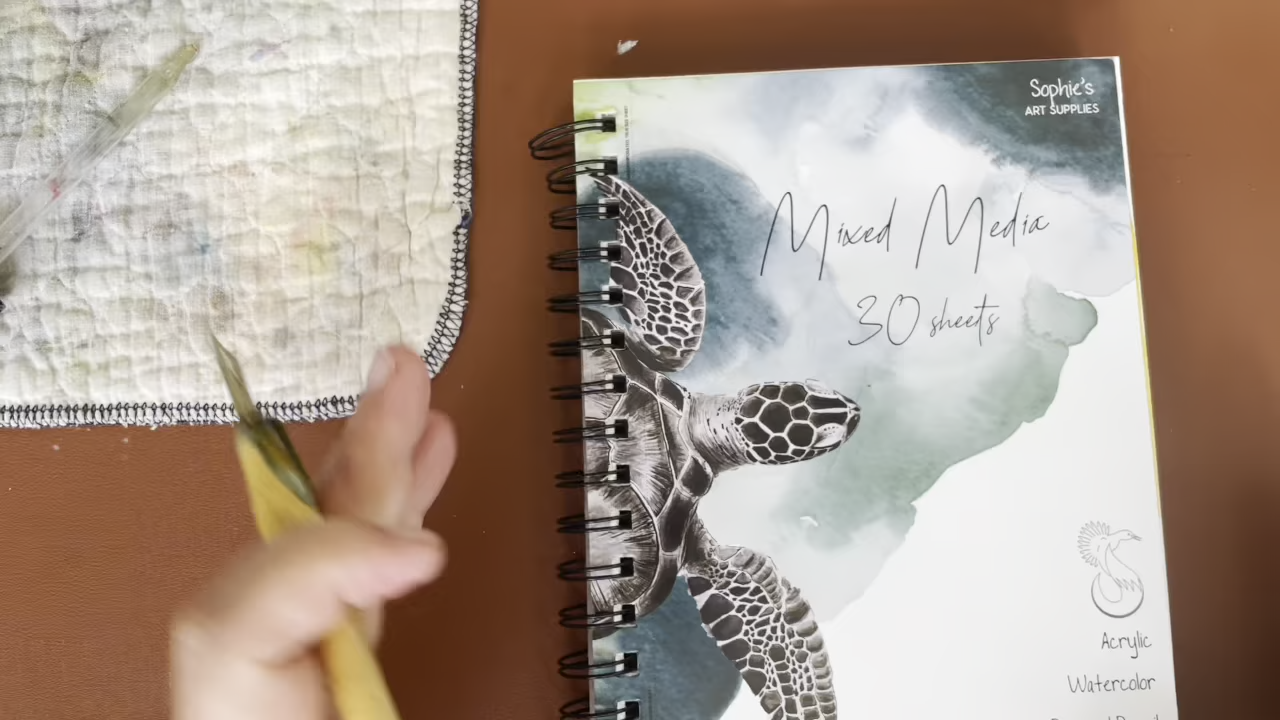 Sophie's
ART SUPPLIES
Mixed Media
30 sheets
Acrylic
Watercolor